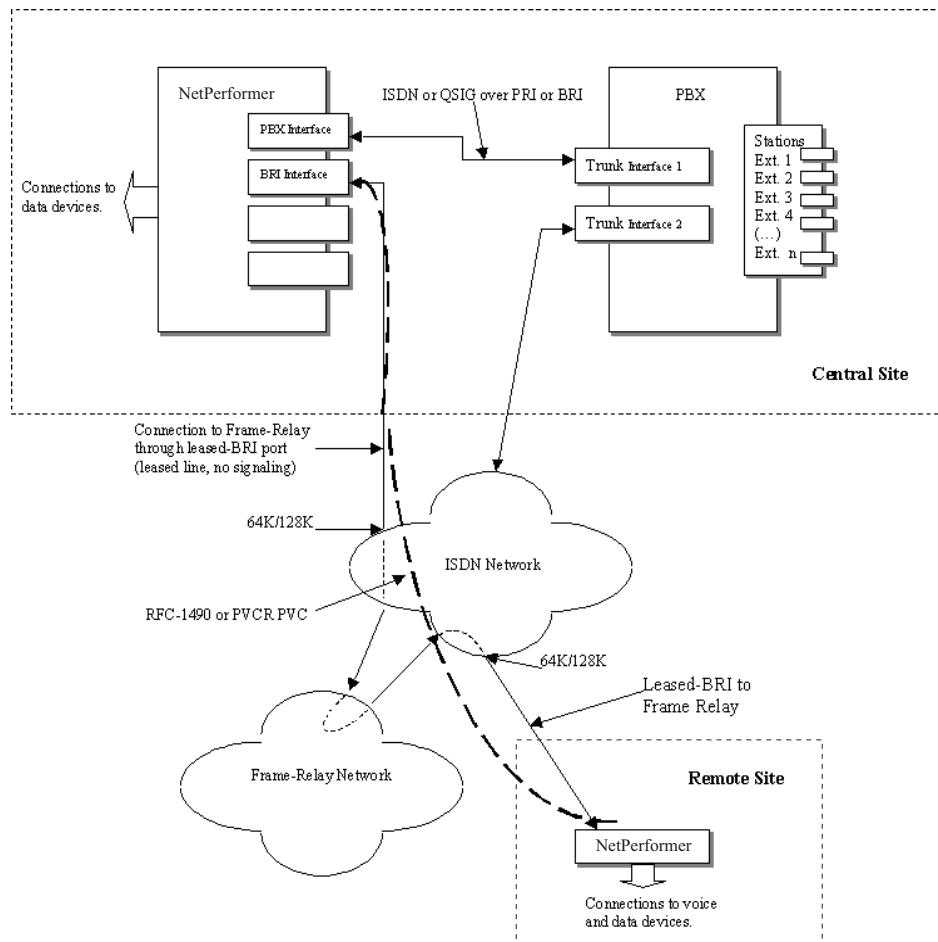 NetPerformer
PBX Interface
BRI Interface
Connections to
data devices.
ISDN or QSIG over PRI or BRI
PBX
Trunk Interface 1
Trunk Interface 2
Stations
Ext. 1
Ext. 2
Ext. 3
Ext. 4
(…)
Ext. n
Central Site
Connection to Frame-Relay
through leased-BRI port
(leased line, no signaling)
64K/128K
ISDN Network
RFC-1490 or PVCR PVC
64K/128K
Leased-BRI to
Frame Relay
Frame-Relay Network
Remote Site
NetPerformer
Connections to voice
and data devices.